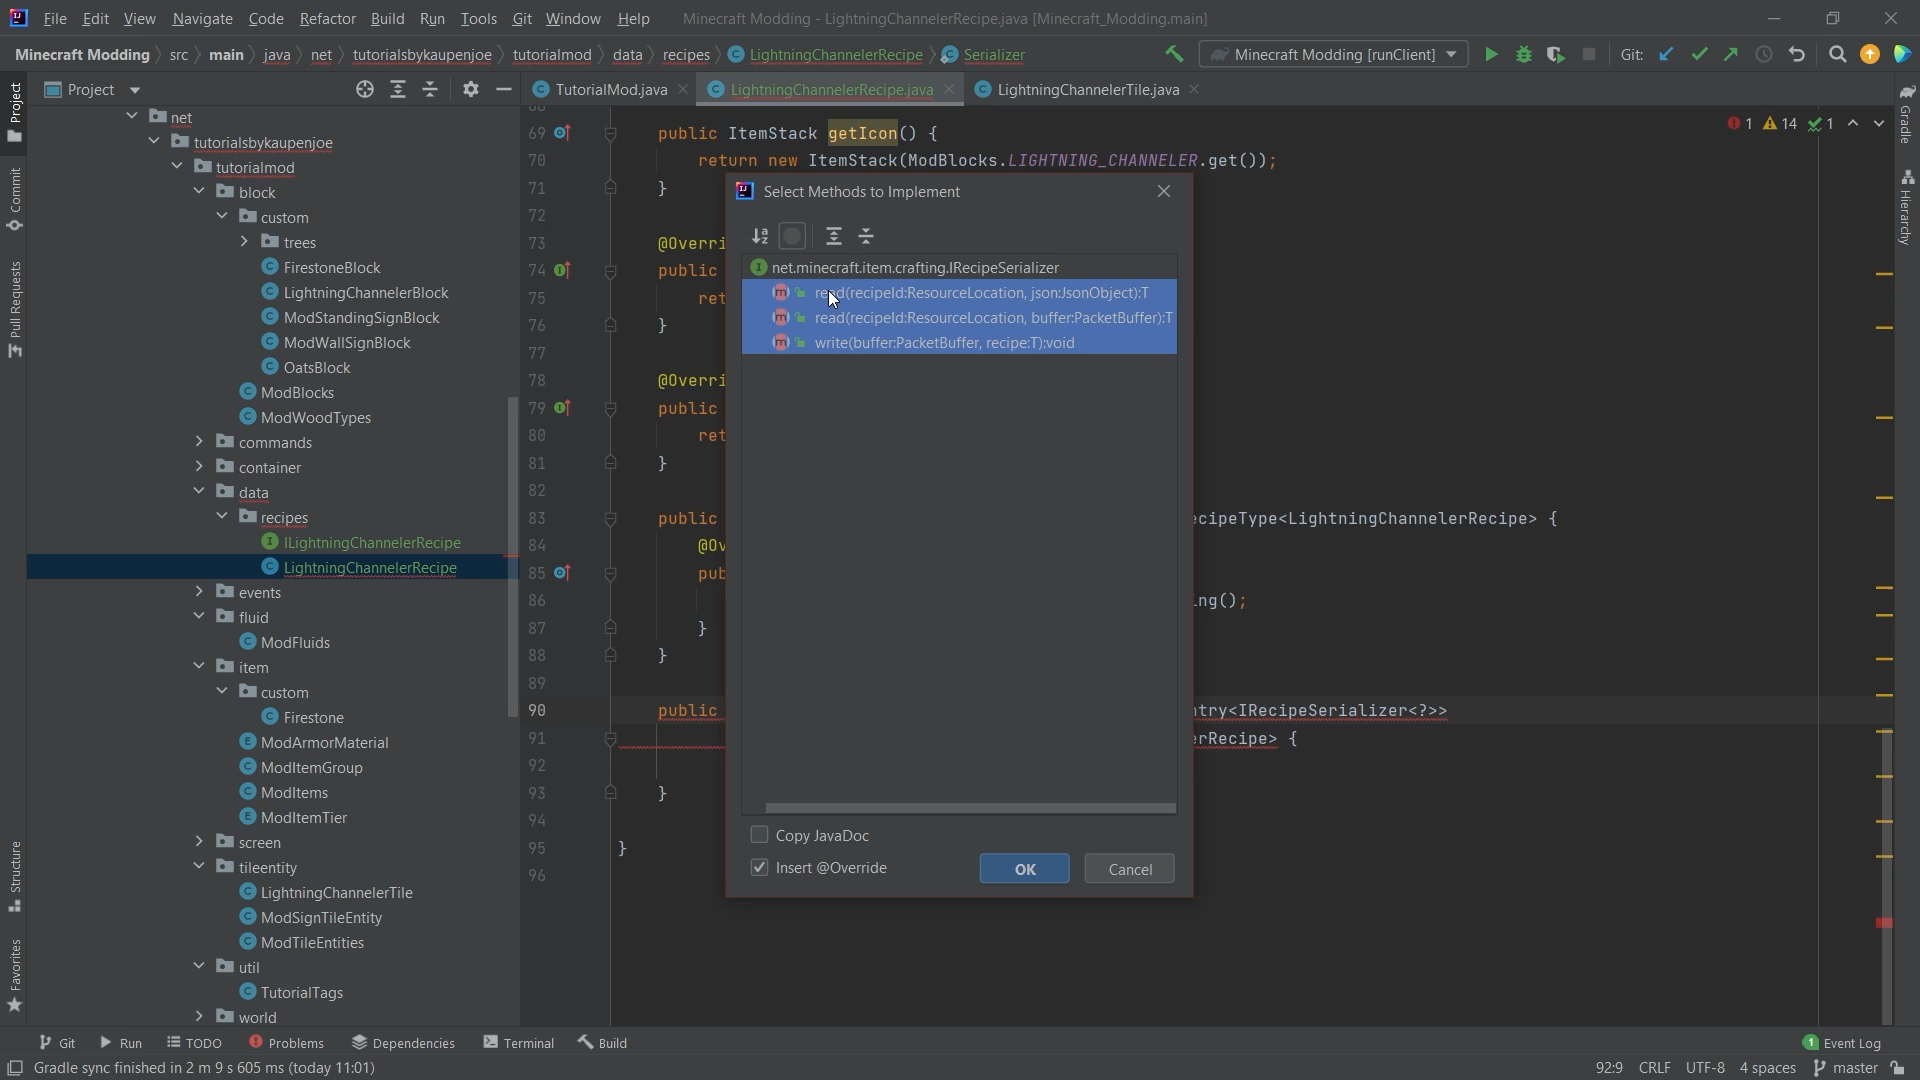 File Edit View Navigate Code Refactor Build Run Tools Git Window Help Minecraft Modding - LightningChannelerRecipe.java [Minecraft_Modding.main]
Minecraft Modding src main java net tutorialsbykaupenjoe tutorialmod data recipes LightningChannelerRecipe Serializer Minecraft Modding [runClient] Git:
Project
TutorialMod.java LightningChannelerRecipe.java LightningChannelerTile.java
Project
Commit
Pull Requests
Structure
Favorites
net
tutorialsbykaupenjoe
tutorialmod
block
custom
trees
FirestoneBlock
LightningChannelerBlock
ModStandingSignBlock
ModWallSignBlock
OatsBlock
ModBlocks
ModWoodTypes
commands
container
data
recipes
ILightningChannelerRecipe
LightningChannelerRecipe
events
fluid
ModFluids
item
custom
Firestone
ModArmorMaterial
ModItemGroup
ModItems
ModItemTier
screen
tileentity
LightningChannelerTile
ModSignTileEntity
ModTileEntities
util
TutorialTags
world
69 public ItemStack getIcon() {
70 return new ItemStack(ModBlocks.LIGHTNING_CHANNELER.get());
71 }
72
73 @Overri
74 public
75 ret
76 }
77
78 @Overri
79 public
80 ret
81 }
82
83 public cipeType<LightningChannelerRecipe> {
84 @Ov
85 pub
86 ng();
87 }
88 }
89
90 public try<IRecipeSerializer<?>>
91 rRecipe> {
92
93 }
94
95 }
96
1 14 1
Select Methods to Implement
net.minecraft.item.crafting.IRecipeSerializer
read(recipeId:ResourceLocation, json:JsonObject):T
read(recipeId:ResourceLocation, buffer:PacketBuffer):T
write(buffer:PacketBuffer, recipe:T):void
Copy JavaDoc
Insert @Override
OK Cancel
Gradle
Hierarchy
Git Run TODO Problems Dependencies Terminal Build 1 Event Log
Gradle sync finished in 2 m 9 s 605 ms (today 11:01) 92:9 CRLF UTF-8 4 spaces master